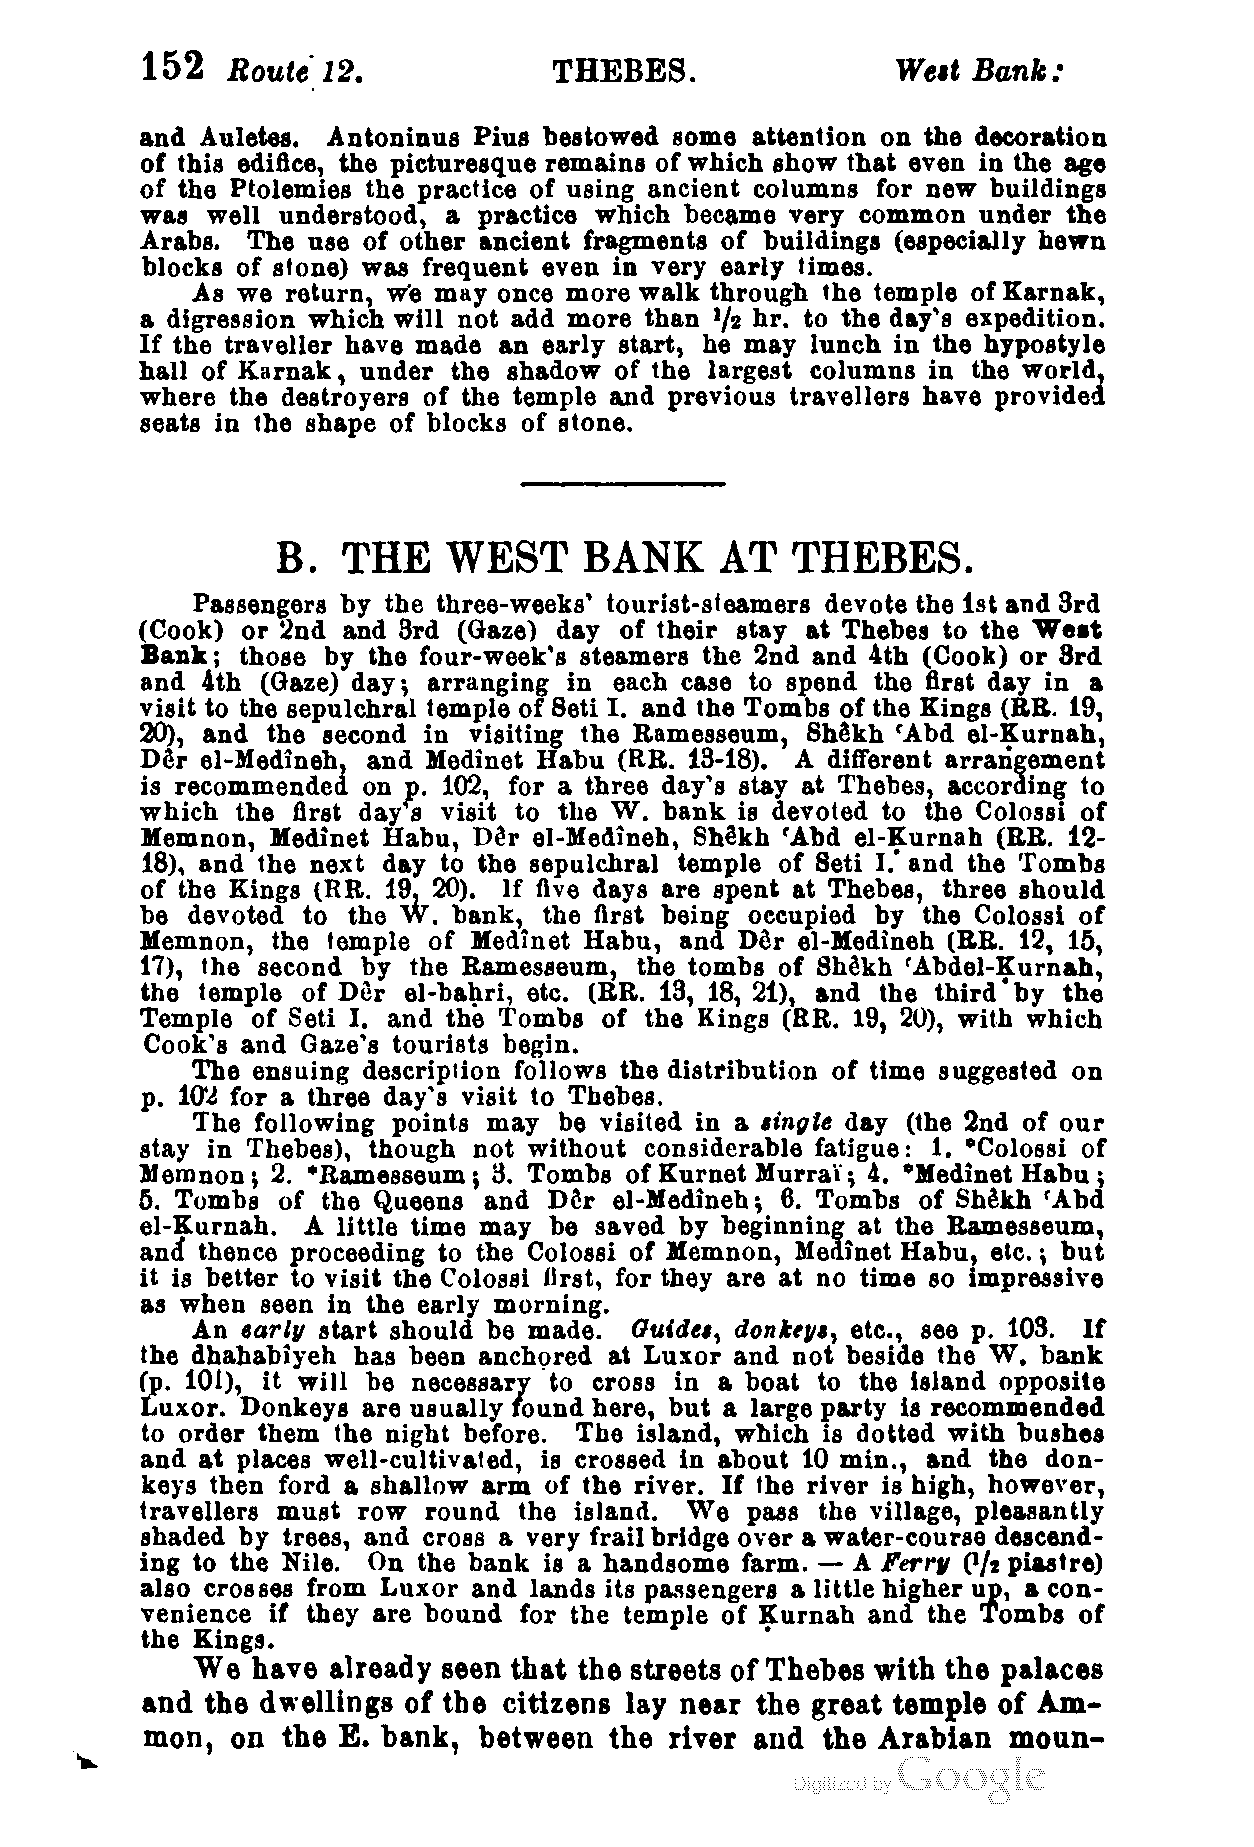 152 Route 12. THEBES. West Bank:
and Auletes. Antoninus Pius bestowed some attention on the decoration
of this edifice, the picturesque remains of which show that even in the age
of the Ptolemies the practice of using ancient columns for new buildings
was well understood, a practice which became very common under the
Arabs. The use of other ancient fragments of buildings (especially hewn
blocks of stone) was frequent even in very early times.
As we return, we may once more walk through the temple of Karnak,
a digression which will not add more than 1/2 hr. to the day's expedition.
If the traveller have made an early start, he may lunch in the hypostyle
hall of Karnak, under the shadow of the largest columns in the world,
where the destroyers of the temple and previous travellers have provided
seats in the shape of blocks of stone.
B. THE WEST BANK AT THEBES.
Passengers by the three-weeks' tourist-steamers devote the 1st and 3rd
(Cook) or 2nd and 3rd (Gaze) day of their stay at Thebes to the West
Bank; those by the four-week's steamers the 2nd and 4th (Cook) or 3rd
and 4th (Gaze) day; arranging in each case to spend the first day in a
visit to the sepulchral temple of Seti I. and the Tombs of the Kings (RR. 19,
20), and the second in visiting the Ramesseum, Shêkh 'Abd el-Ḳurnah,
Dêr el-Medîneh, and Medînet Habu (RR. 13-18). A different arrangement
is recommended on p. 102, for a three day's stay at Thebes, according to
which the first day's visit to the W. bank is devoted to the Colossi of
Memnon, Medînet Habu, Dêr el-Medîneh, Shêkh 'Abd el-Ḳurnah (RR. 12-
18), and the next day to the sepulchral temple of Seti I. and the Tombs
of the Kings (RR. 19, 20). If five days are spent at Thebes, three should
be devoted to the W. bank, the first being occupied by the Colossi of
Memnon, the temple of Medînet Habu, and Dêr el-Medîneh (RR. 12, 15,
17), the second by the Ramesseum, the tombs of Shêkh 'Abdel-Ḳurnah,
the temple of Dêr el-baḥri, etc. (RR. 13, 18, 21), and the third by the
Temple of Seti I. and the Tombs of the Kings (RR. 19, 20), with which
Cook's and Gaze's tourists begin.
The ensuing description follows the distribution of time suggested on
p. 102 for a three day's visit to Thebes.
The following points may be visited in a single day (the 2nd of our
stay in Thebes), though not without considerable fatigue: 1. *Colossi of
Memnon; 2. *Ramesseum; 3. Tombs of Kurnet Murraï; 4. *Medînet Habu;
5. Tombs of the Queens and Dêr el-Medîneh; 6. Tombs of Shêkh 'Abd
el-Kurnah. A little time may be saved by beginning at the Ramesseum,
and thence proceeding to the Colossi of Memnon, Medînet Habu, etc.; but
it is better to visit the Colossi first, for they are at no time so impressive
as when seen in the early morning.
An early start should be made. Guides, donkeys, etc., see p. 103. If
the dhahabîyeh has been anchored at Luxor and not beside the W. bank
(p. 101), it will be necessary to cross in a boat to the island opposite
Luxor. Donkeys are usually found here, but a large party is recommended
to order them the night before. The island, which is dotted with bushes
and at places well-cultivated, is crossed in about 10 min., and the don-
keys then ford a shallow arm of the river. If the river is high, however,
travellers must row round the island. We pass the village, pleasantly
shaded by trees, and cross a very frail bridge over a water-course descend-
ing to the Nile. On the bank is a handsome farm. — A Ferry (1/2 piastre)
also crosses from Luxor and lands its passengers a little higher up, a con-
venience if they are bound for the temple of Ḳurnah and the Tombs of
the Kings.
We have already seen that the streets of Thebes with the palaces
and the dwellings of the citizens lay near the great temple of Am-
mon, on the E. bank, between the river and the Arabian moun-
Digitized by Google